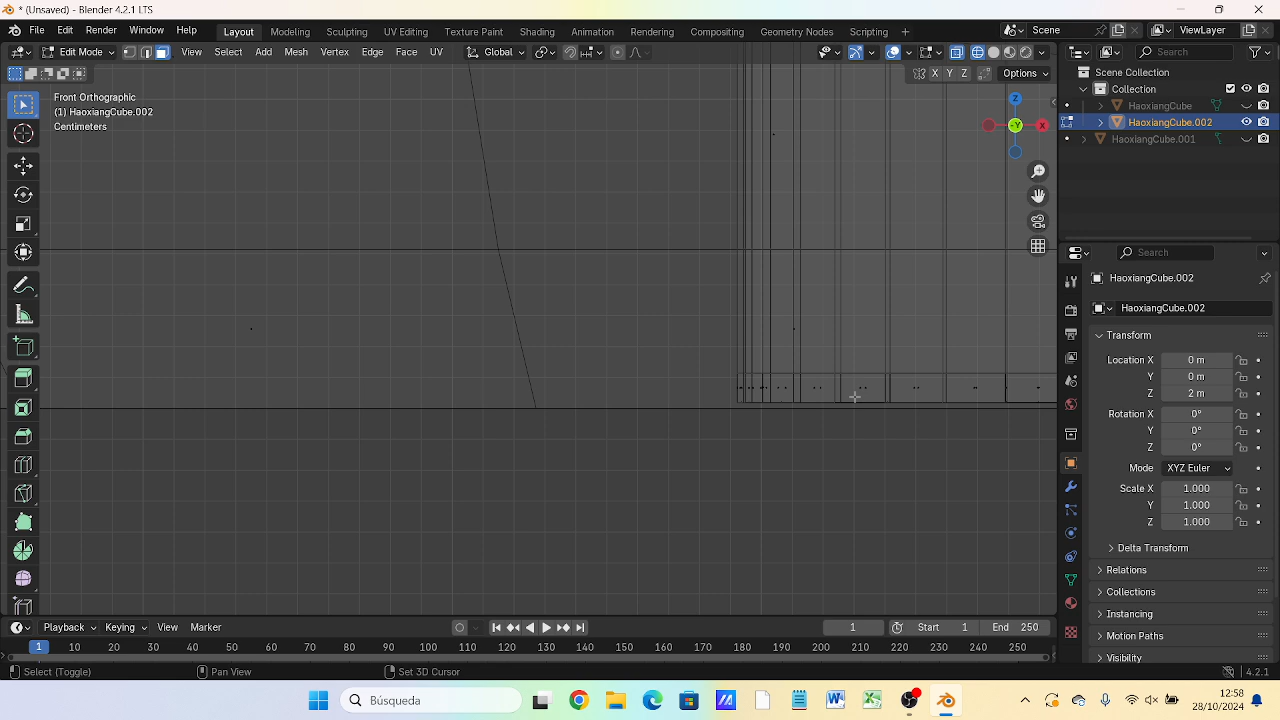 * (Unsaved) - Blender 4.2.1 LTS
File Edit Render Window Help Layout Modeling Sculpting UV Editing Texture Paint Shading Animation Rendering Compositing Geometry Nodes Scripting + Scene ViewLayer
Edit Mode View Select Add Mesh Vertex Edge Face UV Global Search
X Y Z Options
Front Orthographic
(1) HaoxiangCube.002
Centimeters
Z
-Y X
Scene Collection
Collection
HaoxiangCube
HaoxiangCube.002
HaoxiangCube.001
Search
HaoxiangCube.002
HaoxiangCube.002
Transform
Location X 0 m
Y 0 m
Z 2 m
Rotation X 0°
Y 0°
Z 0°
Mode XYZ Euler
Scale X 1.000
Y 1.000
Z 1.000
Delta Transform
Relations
Collections
Instancing
Motion Paths
Visibility
Playback Keying View Marker 1 Start 1 End 250
1 10 20 30 40 50 60 70 80 90 100 110 120 130 140 150 160 170 180 190 200 210 220 230 240 250
Select (Toggle) Pan View Set 3D Cursor 4.2.1
Búsqueda
12:58
28/10/2024